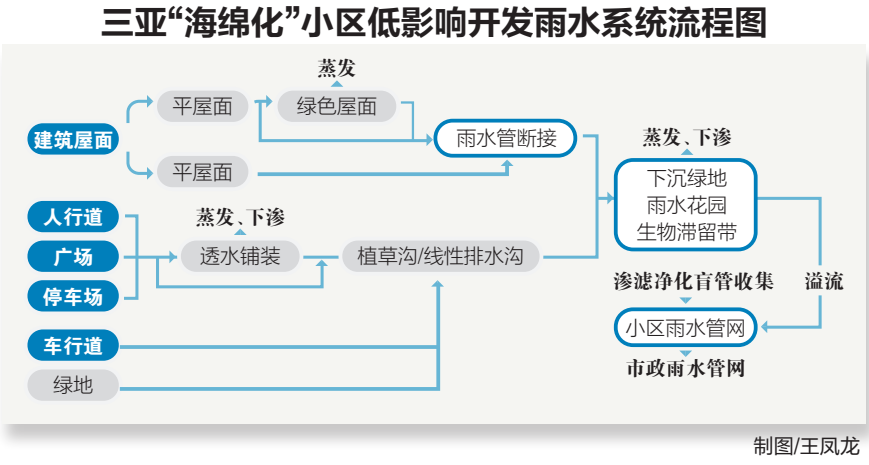 三亚“海绵化”小区低影响开发雨水系统流程图
蒸发
平屋面
绿色屋面
建筑屋面
雨水管断接
平屋面
蒸发、下渗
下沉绿地
雨水花园
生物滞留带
人行道
蒸发、下渗
广场
透水铺装
植草沟/线性排水沟
停车场
渗滤净化盲管收集
溢流
小区雨水管网
车行道
市政雨水管网
绿地
制图/王凤龙